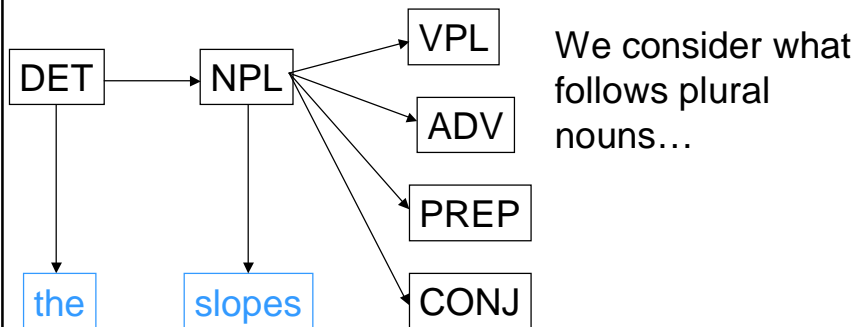 VPL
We consider what
DET
NPL
follows plural
ADV
nouns…
PREP
the
slopes
CONJ